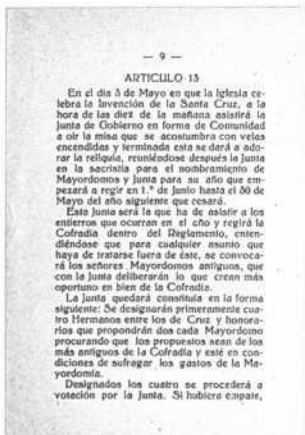 — 9 —
ARTICULO 13
En el día 3 de Mayo en que la Iglesia ce-
lebra la Invención de la Santa Cruz, a la
hora de las diez de la mañana asistirá la
Junta de Gobierno en forma de Comunidad
a oir la misa que se acostumbra con velas
encendidas y terminada esta se dará a ado-
rar la reliquia, reuniéndose después la Junta
en la sacristía para el nombramiento de
Mayordomos y Junta para su año que em-
pezará a regir en 1.º de Junio hasta el 30 de
Mayo del año siguiente que cesará.
Esta Junta será la que ha de asistir a los
entierros que ocurran en el año y regirá la
Cofradía dentro del Reglamento, enten-
diéndose que para cualquier asunto que
haya de tratarse fuera de éste, se convoca-
rá los señores Mayordomos antiguos, que
con la Junta deliberarán lo que crean más
oportuno en bien de la Cofradía.
La Junta quedará constituia en la forma
siguiente: Se designarán primeramente cua-
tro Hermanos entre los de Cruz y honora-
rios que propondrán dos cada Mayordomo
procurando que los propuestos sean de los
más antiguos de la Cofradía y esté en con-
diciones de sufragar los gastos de la Ma-
yordomía.
Designados los cuatro se procederá a
votación por la Junta. Si hubiera empate,